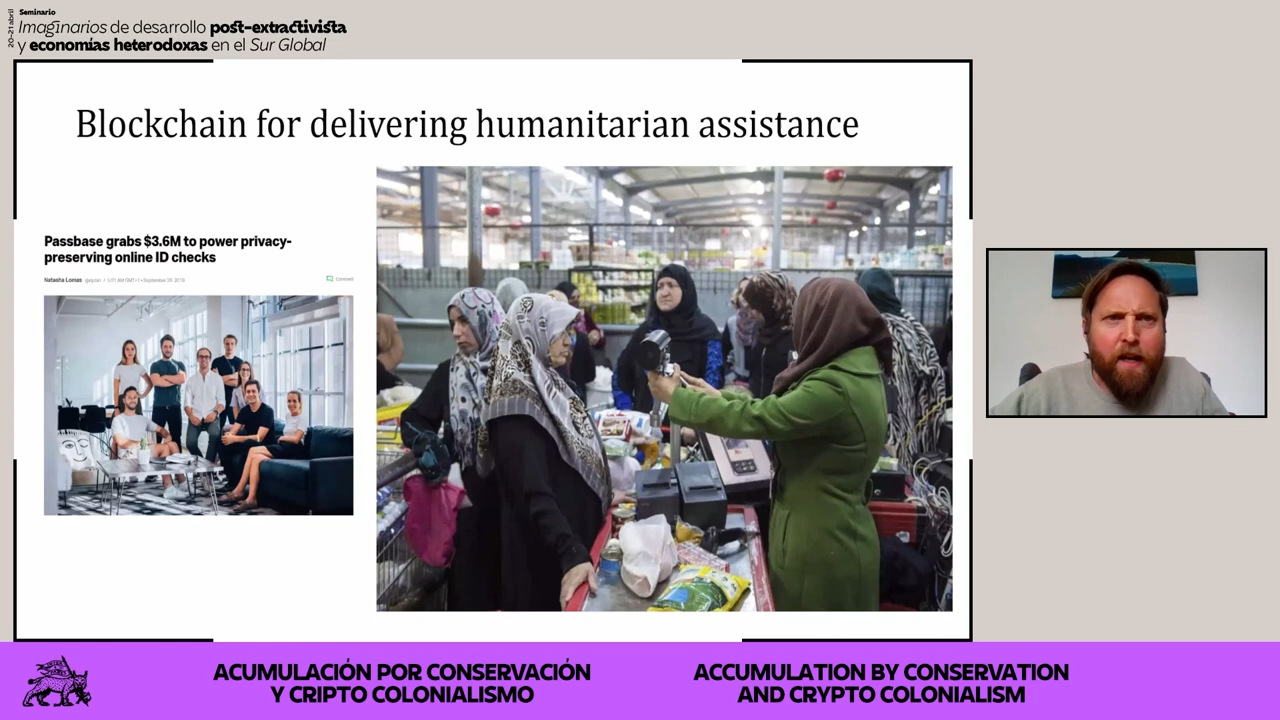 20-21 abril
Seminario
Imaginarios de desarrollo post-extractivista
y economías heterodoxas en el Sur Global
Blockchain for delivering humanitarian assistance
Passbase grabs $3.6M to power privacy-
preserving online ID checks
Natasha Lomas
Comment
ACUMULACIÓN POR CONSERVACIÓN
Y CRIPTO COLONIALISMO
ACCUMULATION BY CONSERVATION
AND CRYPTO COLONIALISM